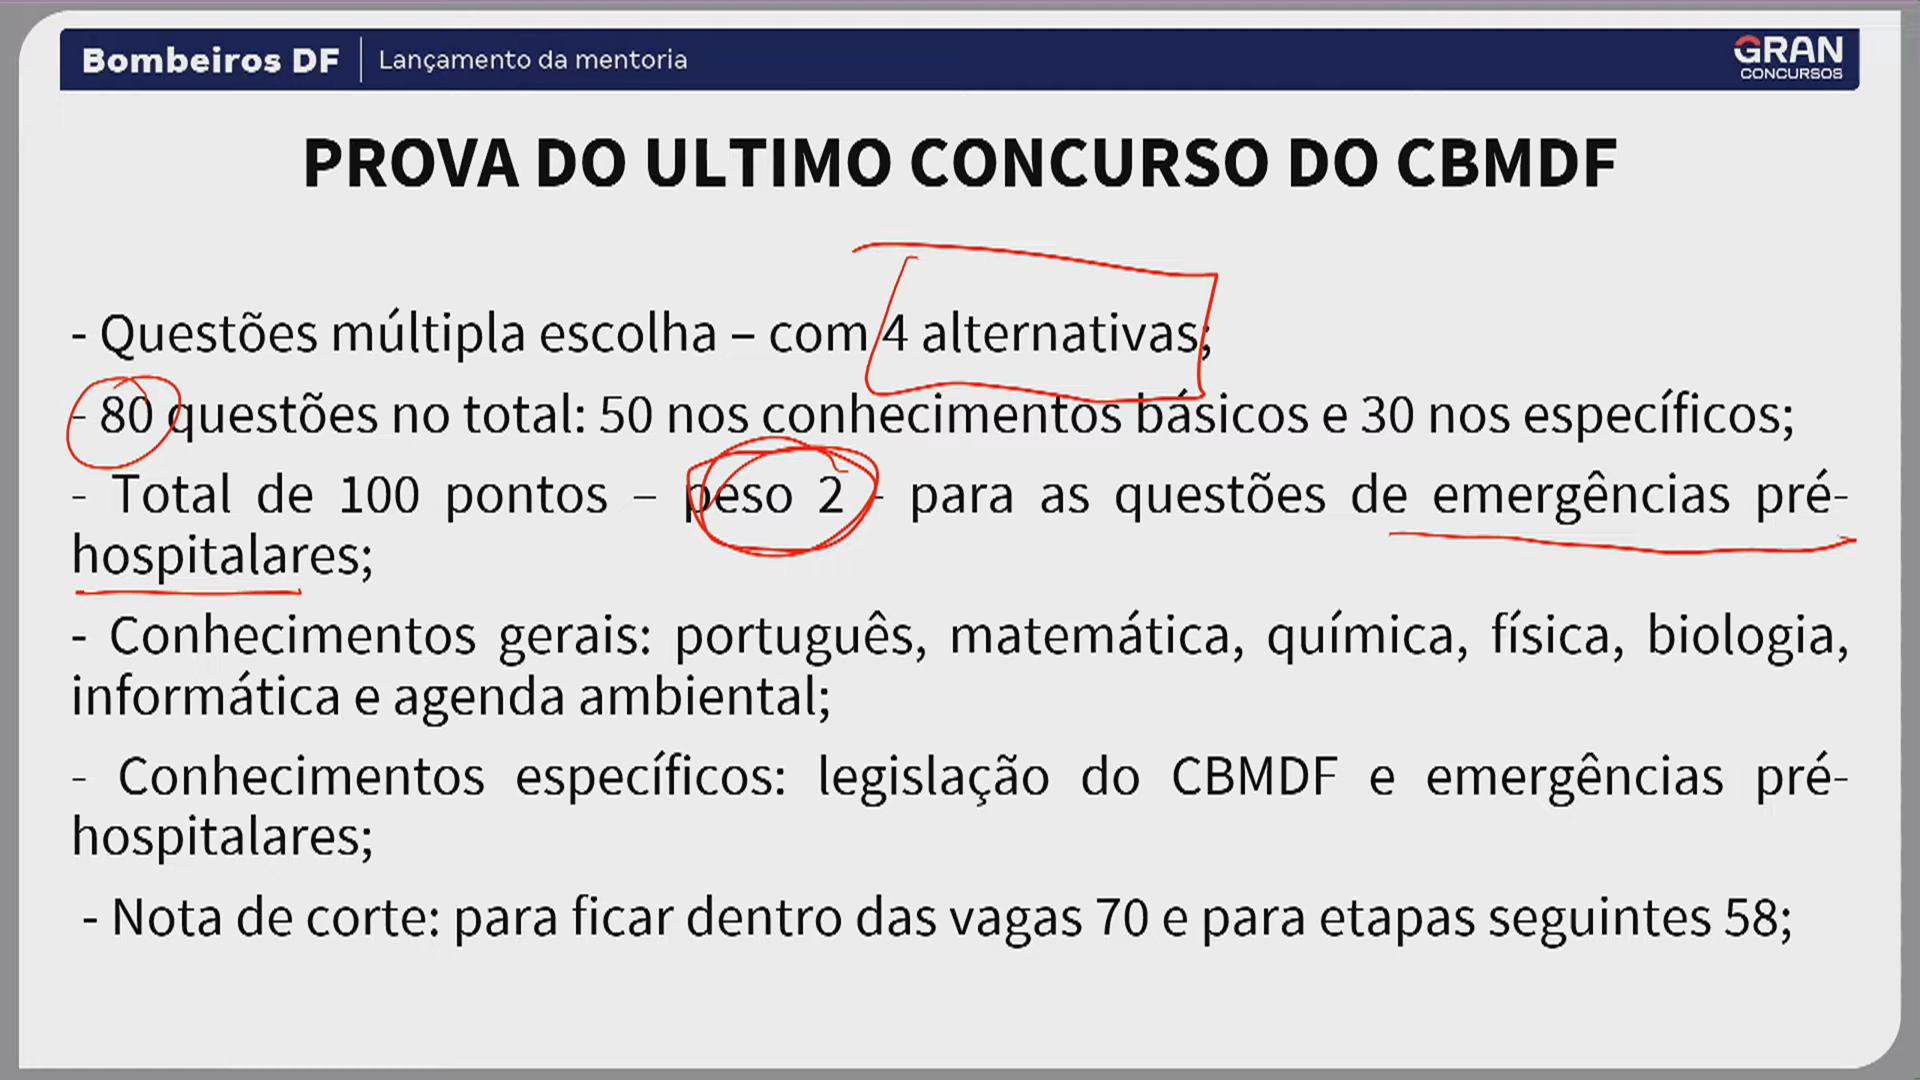 Bombeiros DF | Lançamento da mentoria
GRAN
CONCURSOS
PROVA DO ULTIMO CONCURSO DO CBMDF
- Questões múltipla escolha – com 4 alternativas;
- 80 questões no total: 50 nos conhecimentos básicos e 30 nos específicos;
- Total de 100 pontos – peso 2 - para as questões de emergências pré-
hospitalares;
- Conhecimentos gerais: português, matemática, química, física, biologia,
informática e agenda ambiental;
- Conhecimentos específicos: legislação do CBMDF e emergências pré-
hospitalares;
- Nota de corte: para ficar dentro das vagas 70 e para etapas seguintes 58;